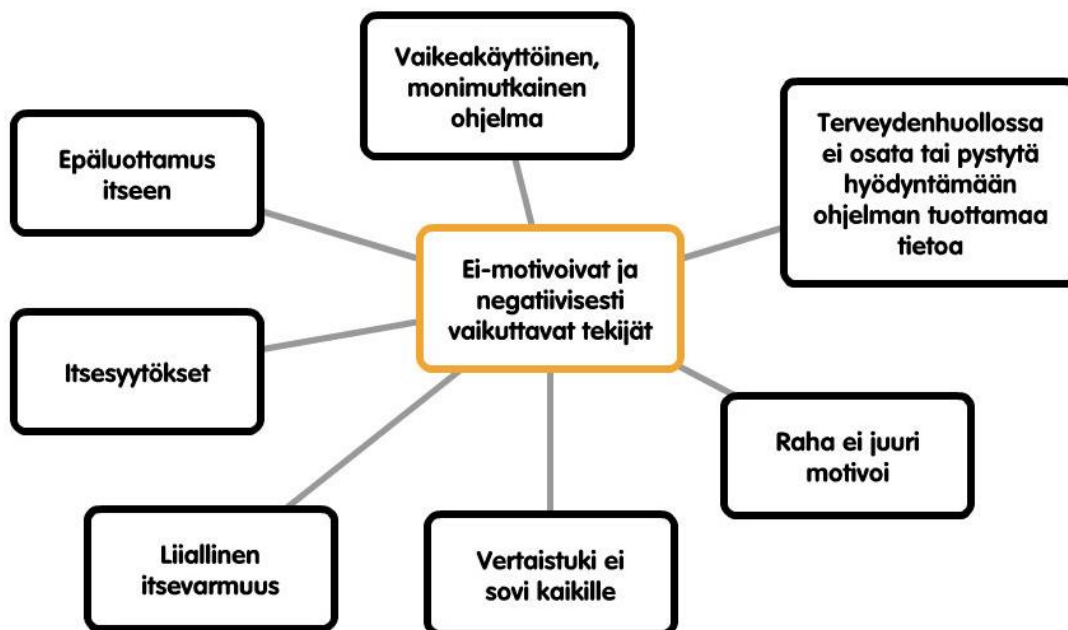 Vaikeakäyttöinen,
monimutkainen
ohjelma
Terveydenhuollossa
ei osata tai pystytä
hyödyntämään
ohjelman tuottamaa
tietoa
Epäluottamus
itseen
Ei-motivoivat ja
negatiivisesti
vaikuttavat tekijät
Itsesyytökset
Raha ei juuri
motivoi
Liiallinen
itsevarmuus
Vertaistuki ei
sovi kaikille